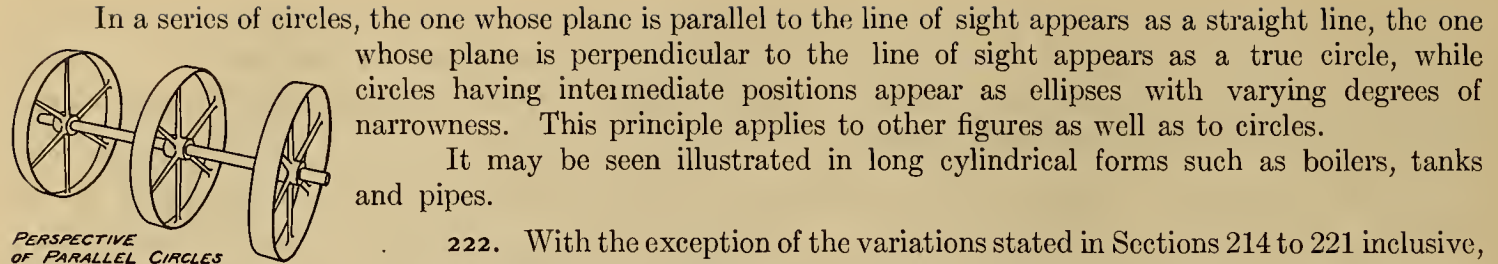 In a series of circles, the one whose plane is parallel to the line of sight appears as a straight line, the one
whose plane is perpendicular to the line of sight appears as a true circle, while
circles having intermediate positions appear as ellipses with varying degrees of
narrowness. This principle applies to other figures as well as to circles.
It may be seen illustrated in long cylindrical forms such as boilers, tanks
and pipes.
PERSPECTIVE
OF PARALLEL CIRCLES
222. With the exception of the variations stated in Sections 214 to 221 inclusive,